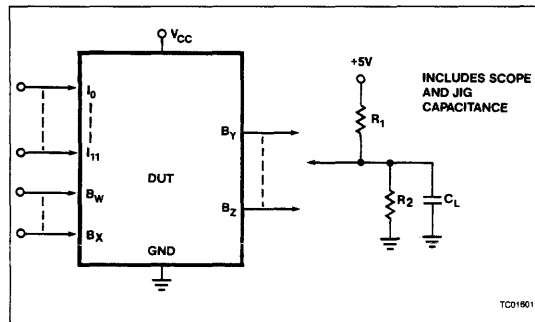 VCC
+5V
INCLUDES SCOPE
AND JIG
CAPACITANCE
I0
R1
BY
I11
DUT
BW
BZ
R2
CL
BX
GND
TC01601